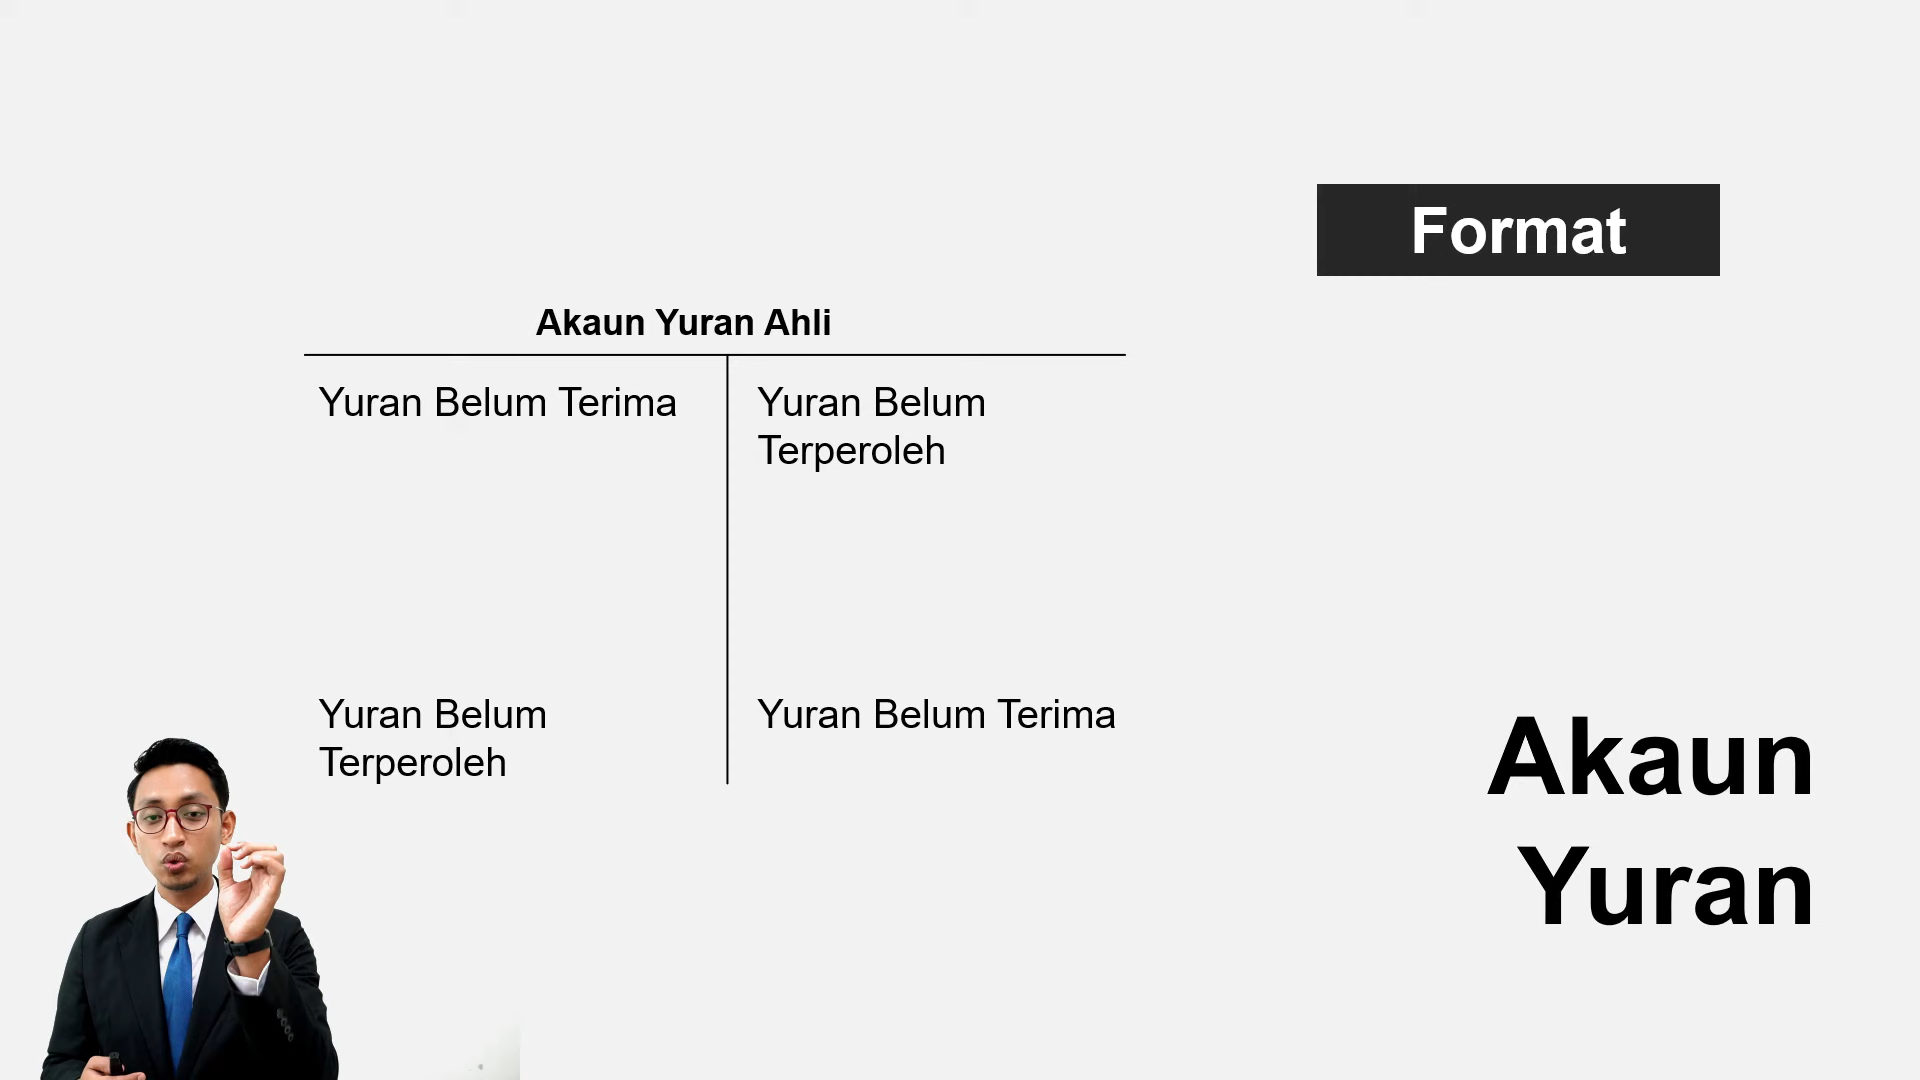 Format
Akaun Yuran Ahli
Yuran Belum Terima
Yuran Belum
Terperoleh
Yuran Belum
Terperoleh
Yuran Belum Terima
Akaun
Yuran